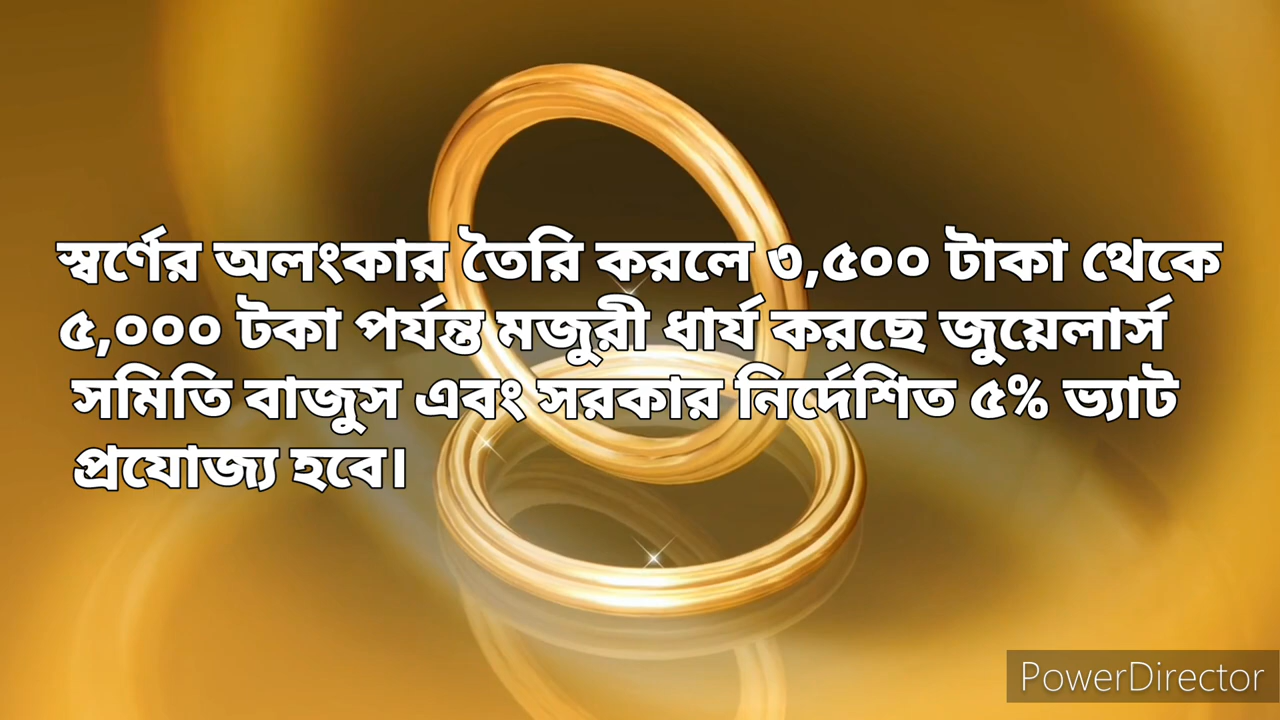 স্বর্ণের অলংকার তৈরি করলে ৩,৫০০ টাকা থেকে
৫,০০০ টকা পর্যন্ত মজুরী ধার্য করছে জুয়েলার্স
সমিতি বাজুস এবং সরকার নির্দেশিত ৫% ভ্যাট
প্রযোজ্য হবে।
PowerDirector